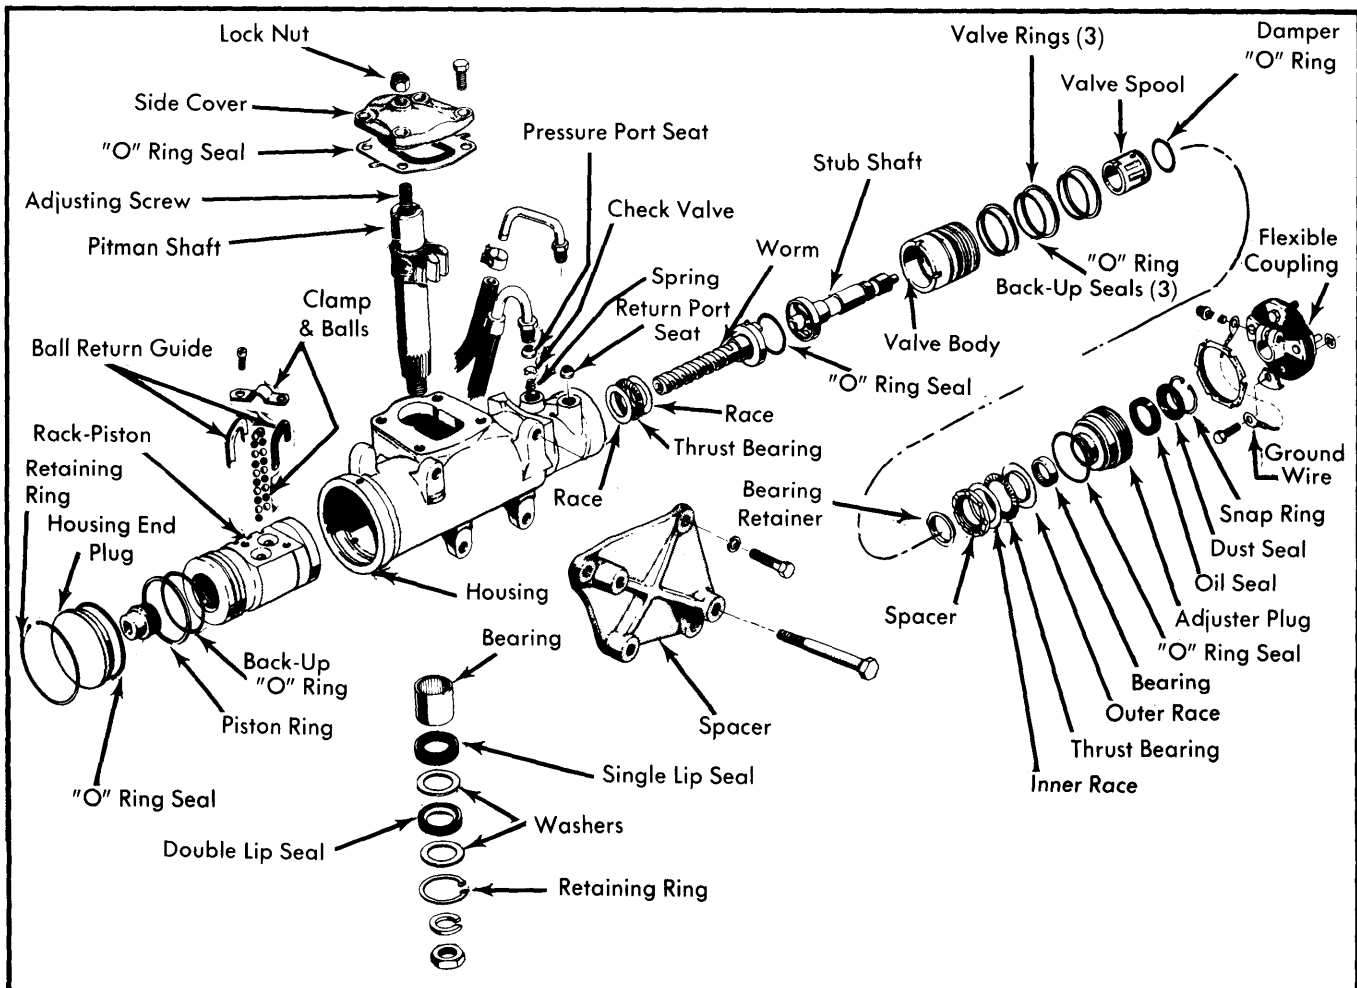 Lock Nut
Side Cover
"O" Ring Seal
Adjusting Screw
Pitman Shaft
Clamp
& Balls
Ball Return Guide
Rack-Piston
Retaining
Ring
Housing End
Plug
"O" Ring Seal
Back-Up
"O" Ring
Piston Ring
Double Lip Seal
Bearing
Single Lip Seal
Washers
Retaining Ring
Housing
Spacer
Pressure Port Seat
Check Valve
Spring
Return Port
Seat
Race
Thrust Bearing
Race
Worm
Stub Shaft
"O" Ring Seal
Valve Body
Valve Rings (3)
Valve Spool
Damper
"O" Ring
"O" Ring
Back-Up Seals (3)
Flexible
Coupling
Ground
Wire
Snap Ring
Dust Seal
Oil Seal
Adjuster Plug
"O" Ring Seal
Bearing
Outer Race
Thrust Bearing
Inner Race
Spacer
Bearing
Retainer